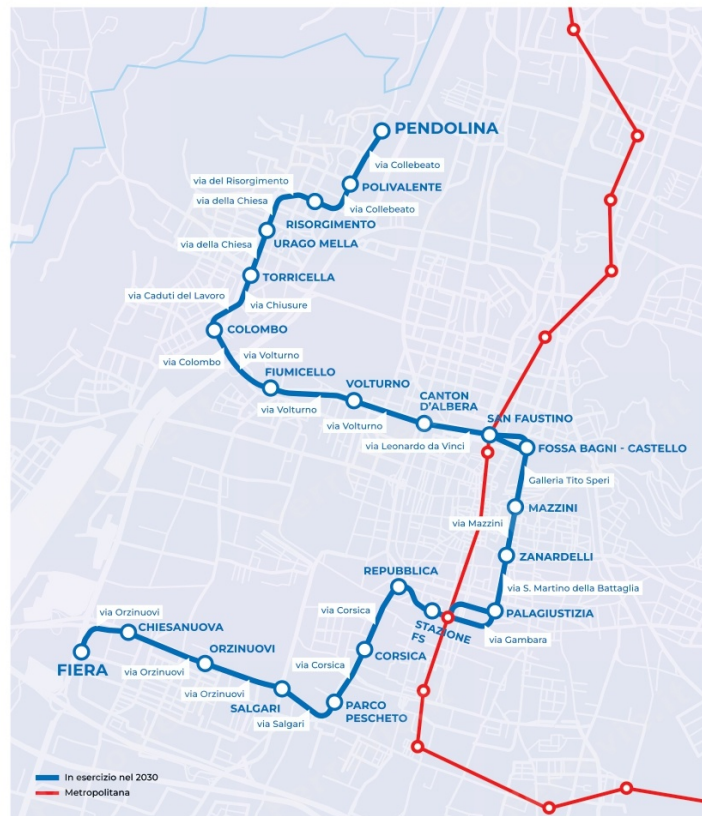 PENDOLINA
via Collebeato
via del Risorgimento
POLIVALENTE
via della Chiesa
via Collebeato
RISORGIMENTO
URAGO MELLA
via della Chiesa
TORRICELLA
via Caduti del Lavoro
via Chiusure
COLOMBO
via Volturno
via Colombo
FIUMICELLO
VOLTURNO
CANTON
D'ALBERA
via Volturno
SAN FAUSTINO
via Volturno
via Leonardo da Vinci
FOSSA BAGNI - CASTELLO
Galleria Tito Speri
MAZZINI
via Mazzini
ZANARDELLI
REPUBBLICA
via S. Martino della Battaglia
via Orzinuovi
via Corsica
PALAGIUSTIZIA
CHIESANUOVA
STAZIONE
FS
via Gambara
ORZINUOVI
CORSICA
FIERA
via Orzinuovi
via Corsica
via Orzinuovi
SALGARI
PARCO
PESCHETO
via Salgari
In esercizio nel 2030
Metropolitana